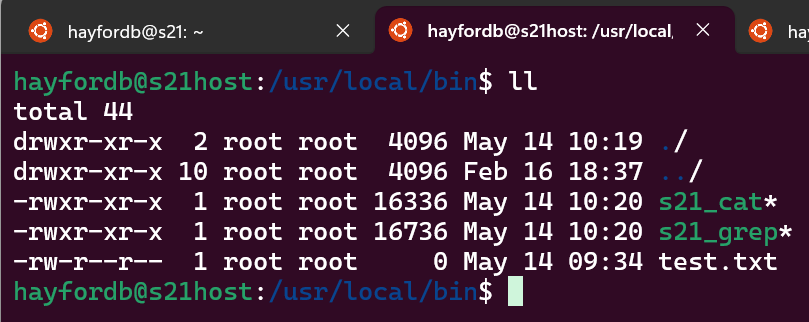 hayfordb@s21: ~
hayfordb@s21host: /usr/local/
hayfordb@s21host:/usr/local/bin$ ll
total 44
drwxr-xr-x  2 root root  4096 May 14 10:19 ./
drwxr-xr-x 10 root root  4096 Feb 16 18:37 ../
-rwxr-xr-x  1 root root 16336 May 14 10:20 s21_cat*
-rwxr-xr-x  1 root root 16736 May 14 10:20 s21_grep*
-rw-r--r--  1 root root     0 May 14 09:34 test.txt
hayfordb@s21host:/usr/local/bin$